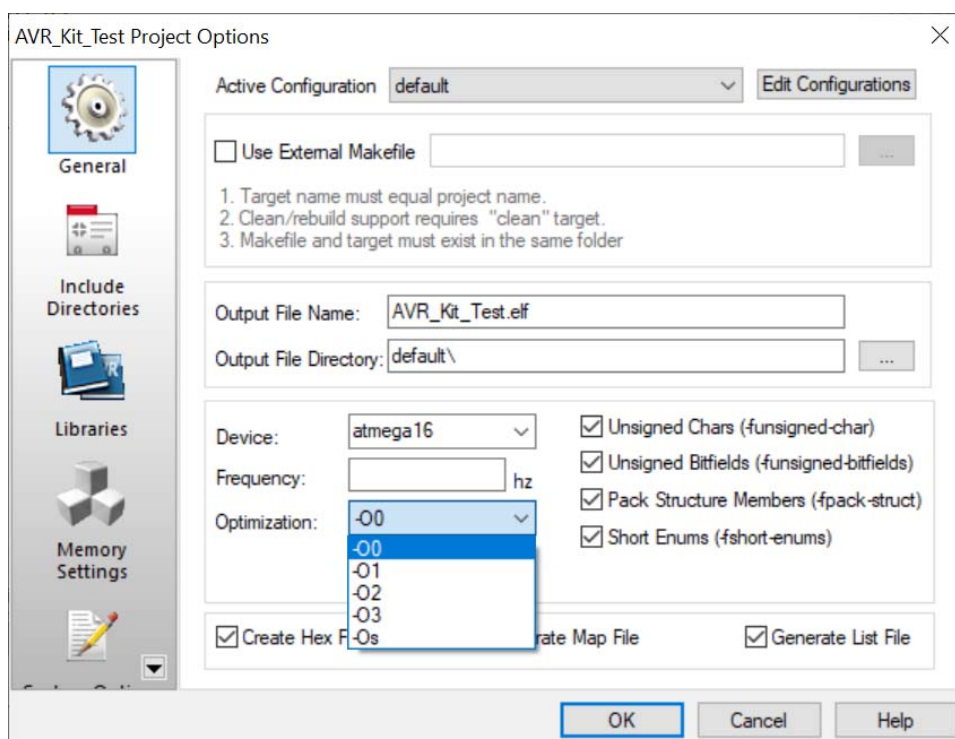 AVR_Kit_Test Project Options
General
Include
Directories
Libraries
Memory
Settings
Active Configuration default
Edit Configurations
Use External Makefile
...
1. Target name must equal project name.
2. Clean/rebuild support requires "clean" target.
3. Makefile and target must exist in the same folder
Output File Name: AVR_Kit_Test.elf
Output File Directory: default\
...
Device: atmega16
Frequency: hz
Optimization: -O0
-O0
-O1
-O2
-O3
-Os
Unsigned Chars (-funsigned-char)
Unsigned Bitfields (-funsigned-bitfields)
Pack Structure Members (-fpack-struct)
Short Enums (-fshort-enums)
Create Hex F
rate Map File
Generate List File
OK
Cancel
Help